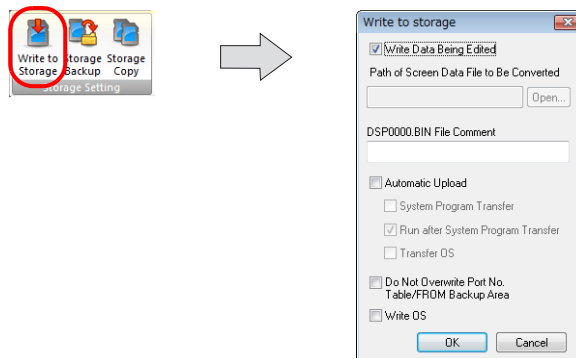 Write to Storage Storage
Storage Backup Copy
Storage Setting
Write to storage
Write Data Being Edited
Path of Screen Data File to Be Converted
Open...
DSP0000.BIN File Comment
Automatic Upload
System Program Transfer
Run after System Program Transfer
Transfer OS
Do Not Overwrite Port No.
Table/FROM Backup Area
Write OS
OK Cancel